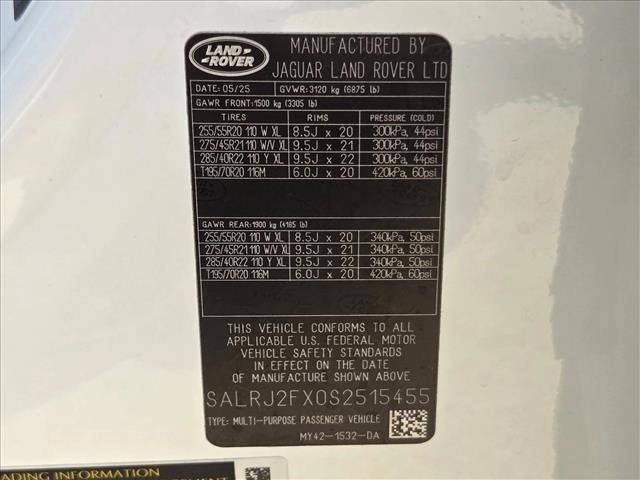 LAND-
ROVER
MANUFACTURED BY
JAGUAR LAND ROVER LTD
DATE: 05/25 GVWR: 3120 kg (6875 lb)
GAWR FRONT: 1500 kg (3305 lb)
TIRES RIMS PRESSURE (COLD)
255/55R20 110 W XL 8.5J x 20 300kPa, 44psi
275/45R21 110 W/V XL 9.5J x 21 300kPa, 44psi
285/40R22 110 Y XL 9.5J x 22 300kPa, 44psi
T195/70R20 116M 6.0J x 20 420kPa, 60psi
GAWR REAR: 1900 kg (4185 lb)
255/55R20 110 W XL 8.5J x 20 340kPa, 50psi
275/45R21 110 W/V XL 9.5J x 21 340kPa, 50psi
285/40R22 110 Y XL 9.5J x 22 340kPa, 50psi
T195/70R20 116M 6.0J x 20 420kPa, 60psi
THIS VEHICLE CONFORMS TO ALL
APPLICABLE U.S. FEDERAL MOTOR
VEHICLE SAFETY STANDARDS
IN EFFECT ON THE DATE
OF MANUFACTURE SHOWN ABOVE
SALRJ2FX0S2515455
TYPE: MULTI-PURPOSE PASSENGER VEHICLE
MY42-1532-DA
ADING INFORMATION